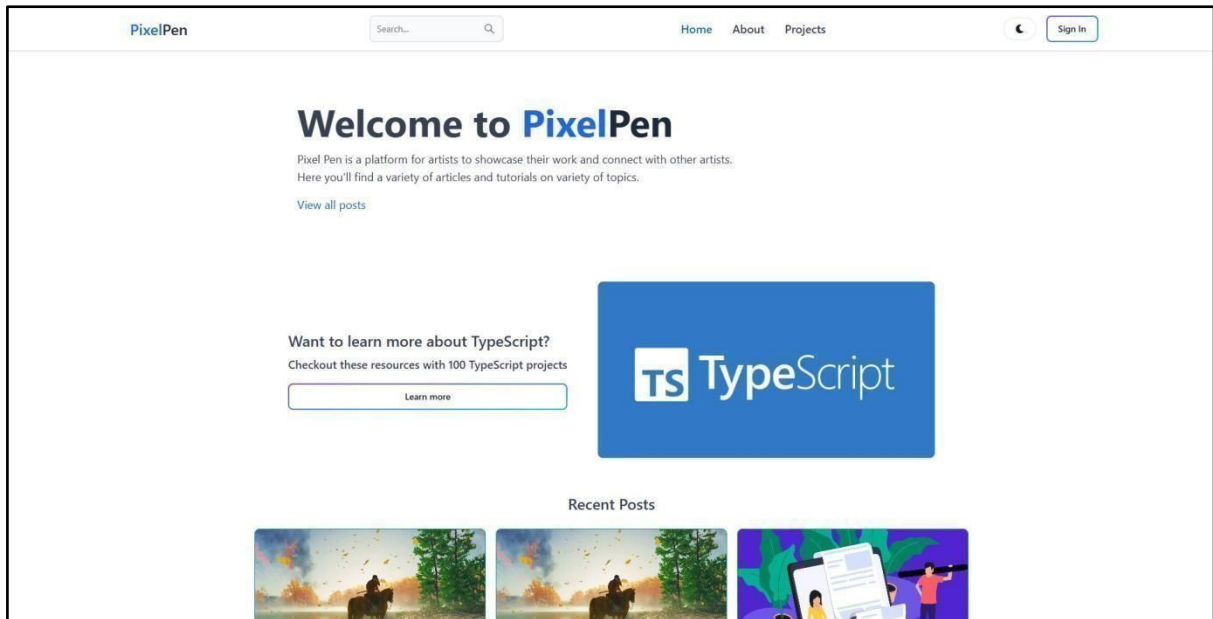 PixelPen
Search...
Home About Projects
Sign In
Welcome to PixelPen
Pixel Pen is a platform for artists to showcase their work and connect with other artists.
Here you'll find a variety of articles and tutorials on variety of topics.
View all posts
Want to learn more about TypeScript?
Checkout these resources with 100 TypeScript projects
Learn more
TS TypeScript
Recent Posts